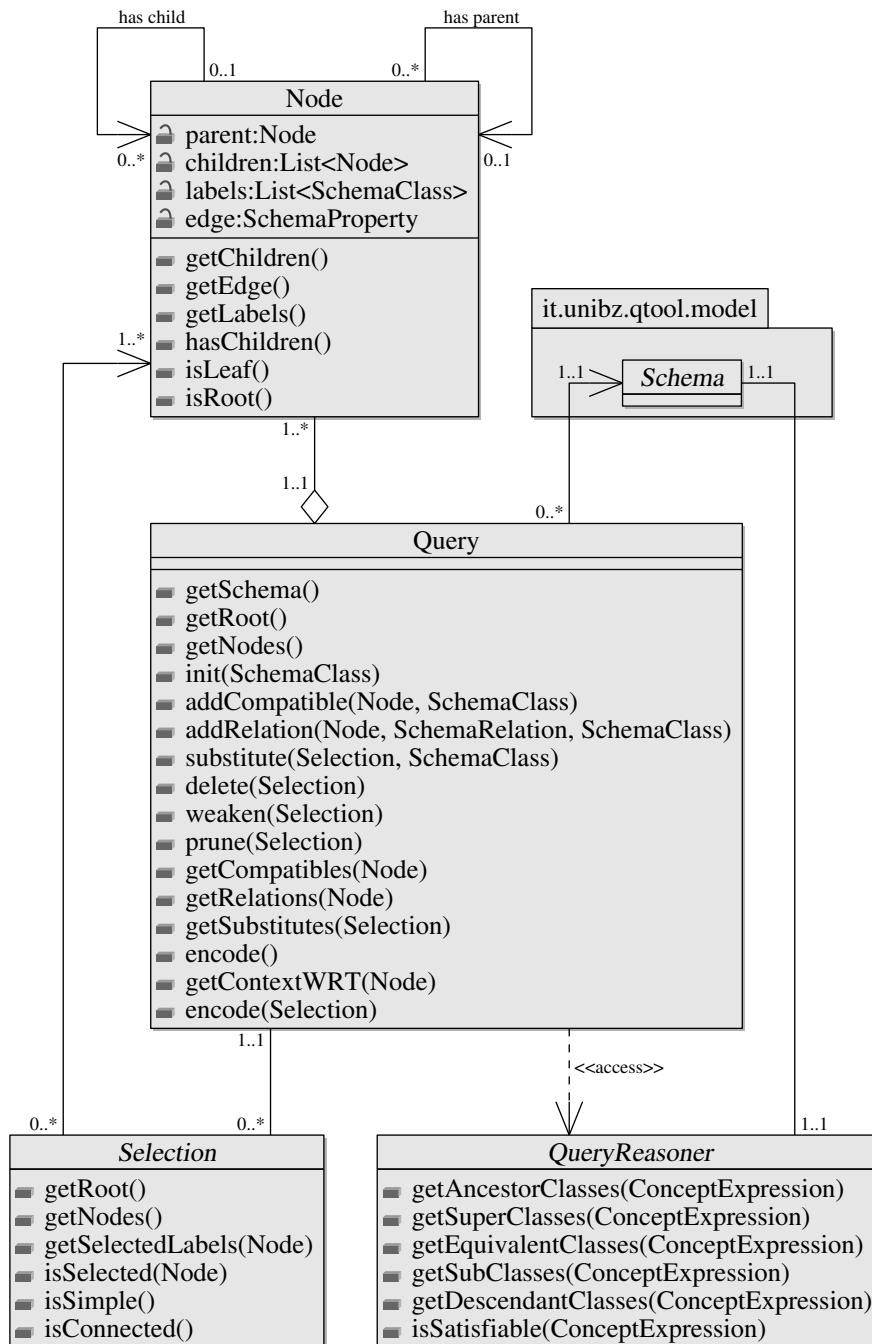 has child
has parent
0..1
0..*
Node
0..*
0..1
parent:Node
children:List<Node>
labels:List<SchemaClass>
edge:SchemaProperty
getChildren()
getEdge()
getLabels()
hasChildren()
isLeaf()
isRoot()
1..*
it.unibz.qtool.model
1..1
Schema
1..1
1..*
1..1
0..*
Query
getSchema()
getRoot()
getNodes()
init(SchemaClass)
addCompatible(Node, SchemaClass)
addRelation(Node, SchemaRelation, SchemaClass)
substitute(Selection, SchemaClass)
delete(Selection)
weaken(Selection)
prune(Selection)
getCompatibles(Node)
getRelations(Node)
getSubstitutes(Selection)
encode()
getContextWRT(Node)
encode(Selection)
1..1
<<access>>
0..*
0..*
1..1
Selection
getRoot()
getNodes()
getSelectedLabels(Node)
isSelected(Node)
isSimple()
isConnected()
QueryReasoner
getAncestorClasses(ConceptExpression)
getSuperClasses(ConceptExpression)
getEquivalentClasses(ConceptExpression)
getSubClasses(ConceptExpression)
getDescendantClasses(ConceptExpression)
isSatisfiable(ConceptExpression)